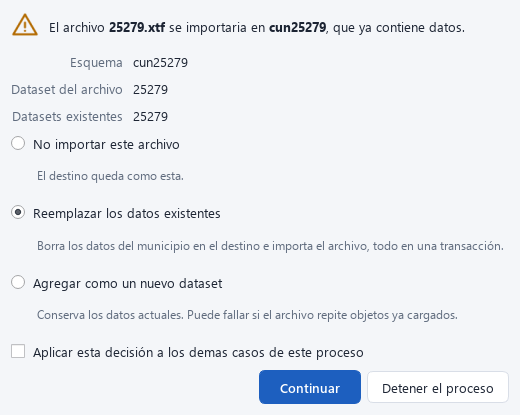 El archivo 25279.xtf se importaria en cun25279, que ya contiene datos.
Esquema cun25279
Dataset del archivo 25279
Datasets existentes 25279
No importar este archivo
El destino queda como esta.
Reemplazar los datos existentes
Borra los datos del municipio en el destino e importa el archivo, todo en una transacción.
Agregar como un nuevo dataset
Conserva los datos actuales. Puede fallar si el archivo repite objetos ya cargados.
Aplicar esta decisión a los demas casos de este proceso
Continuar Detener el proceso